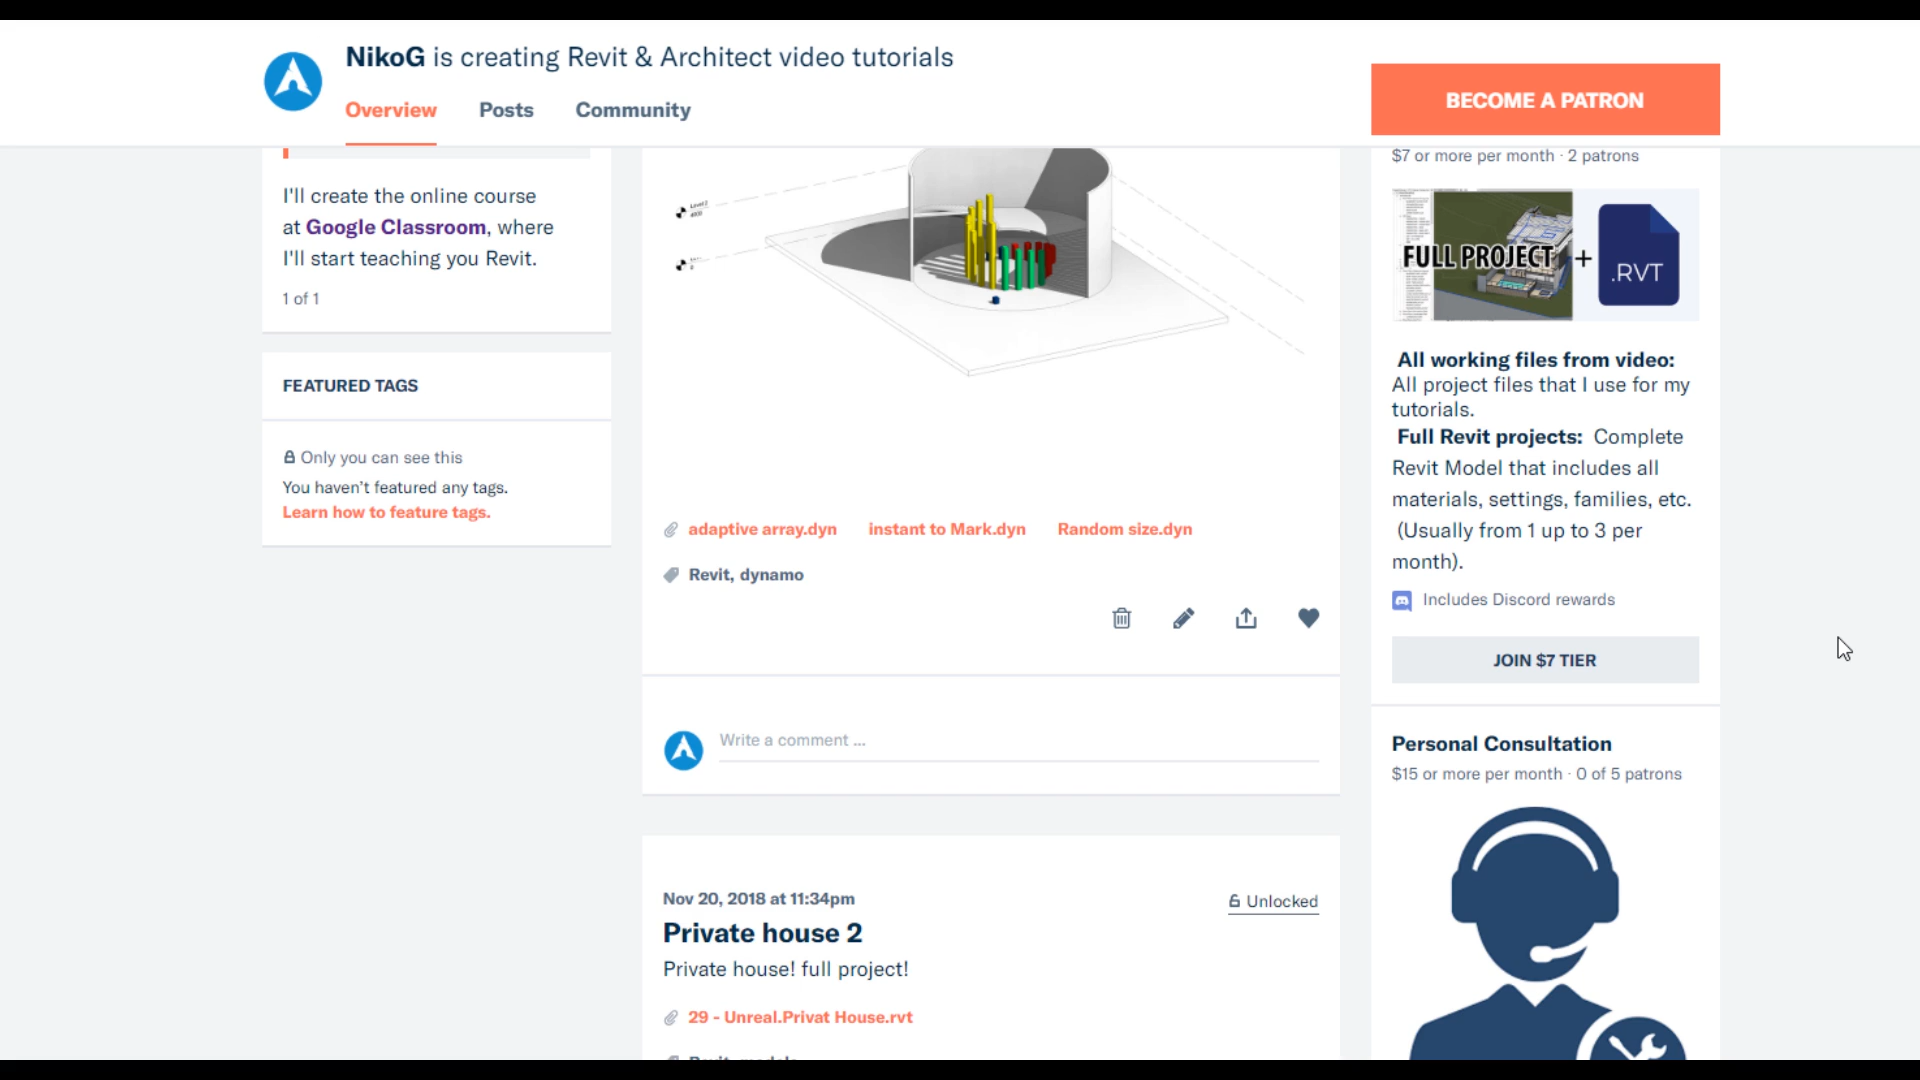 NikoG is creating Revit & Architect video tutorials
Overview
Posts
Community
BECOME A PATRON
I'll create the online course
at Google Classroom, where
I'll start teaching you Revit.
1 of 1
FEATURED TAGS
Only you can see this
You haven't featured any tags.
Learn how to feature tags.
Level 2
4000
0
adaptive array.dyn
instant to Mark.dyn
Random size.dyn
Revit, dynamo
Write a comment ...
Nov 20, 2018 at 11:34pm
Unlocked
Private house 2
Private house! full project!
29 - Unreal.Privat House.rvt
$7 or more per month · 2 patrons
FULL PROJECT + .RVT
All working files from video:
All project files that I use for my
tutorials.
Full Revit projects: Complete
Revit Model that includes all
materials, settings, families, etc.
(Usually from 1 up to 3 per
month).
Includes Discord rewards
JOIN $7 TIER
Personal Consultation
$15 or more per month · 0 of 5 patrons